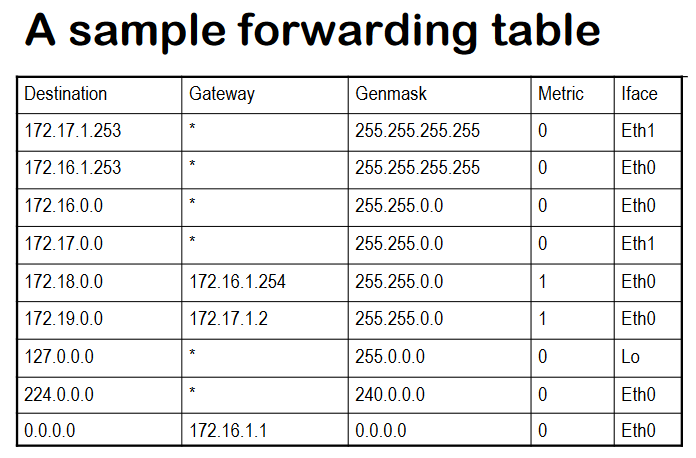 A sample forwarding table
Destination Gateway Genmask Metric Iface
172.17.1.253 * 255.255.255.255 0 Eth1
172.16.1.253 * 255.255.255.255 0 Eth0
172.16.0.0 * 255.255.0.0 0 Eth0
172.17.0.0 * 255.255.0.0 0 Eth1
172.18.0.0 172.16.1.254 255.255.0.0 1 Eth0
172.19.0.0 172.17.1.2 255.255.0.0 1 Eth0
127.0.0.0 * 255.0.0.0 0 Lo
224.0.0.0 * 240.0.0.0 0 Eth0
0.0.0.0 172.16.1.1 0.0.0.0 0 Eth0